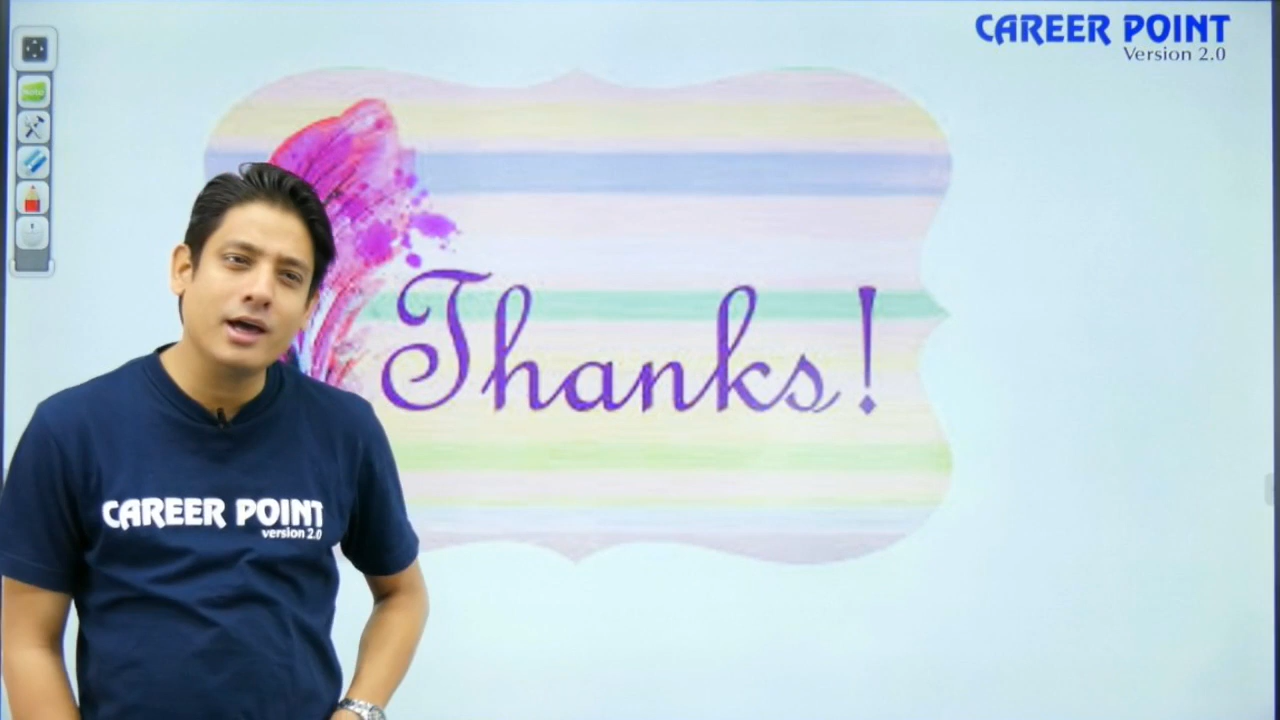 CAREER POINT
Version 2.0
Thanks!
CAREER POINT
version 2.0